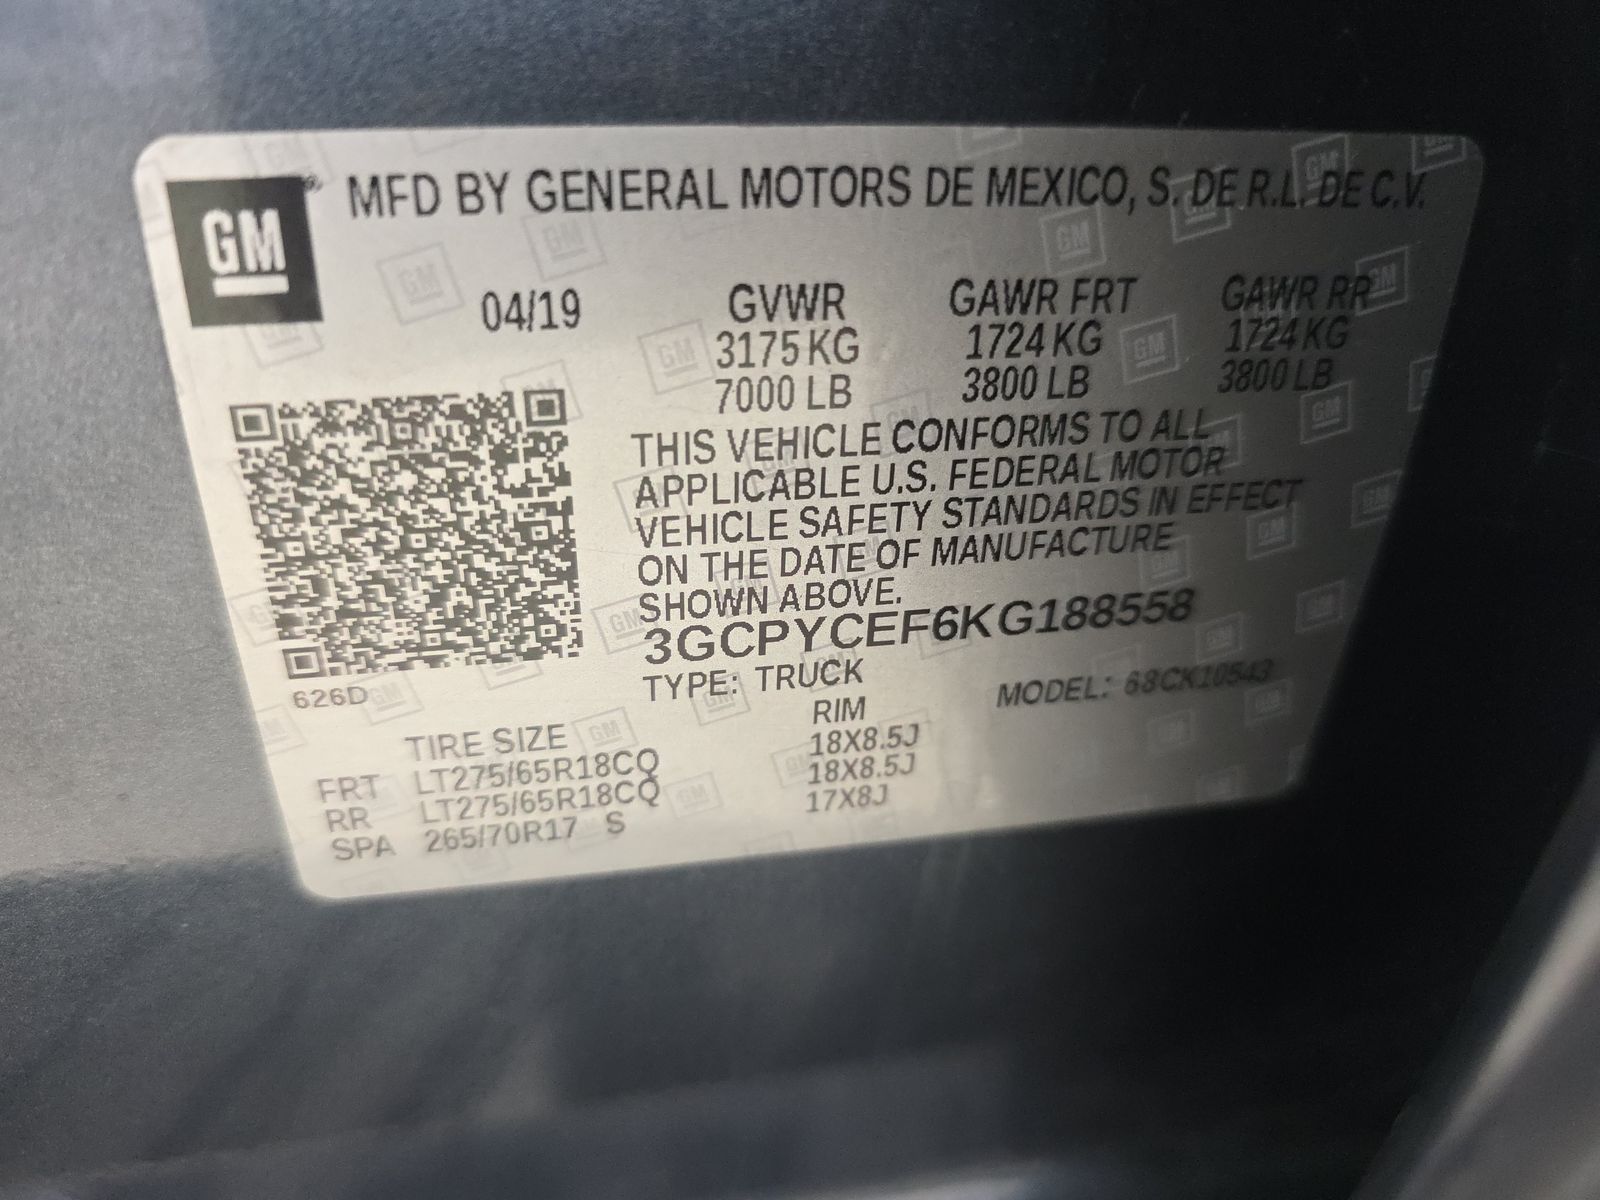 GM
MFD BY GENERAL MOTORS DE MEXICO, S. DE R.L. DE C.V.
04/19
GVWR GAWR FRT GAWR RR
3175 KG 1724 KG 1724 KG
7000 LB 3800 LB 3800 LB
THIS VEHICLE CONFORMS TO ALL
APPLICABLE U.S. FEDERAL MOTOR
VEHICLE SAFETY STANDARDS IN EFFECT
ON THE DATE OF MANUFACTURE
SHOWN ABOVE.
3GCPYCEF6KG188558
TYPE: TRUCK MODEL: 68CK10543
626D
TIRE SIZE RIM
FRT LT275/65R18CQ 18X8.5J
RR LT275/65R18CQ 18X8.5J
SPA 265/70R17 S 17X8J